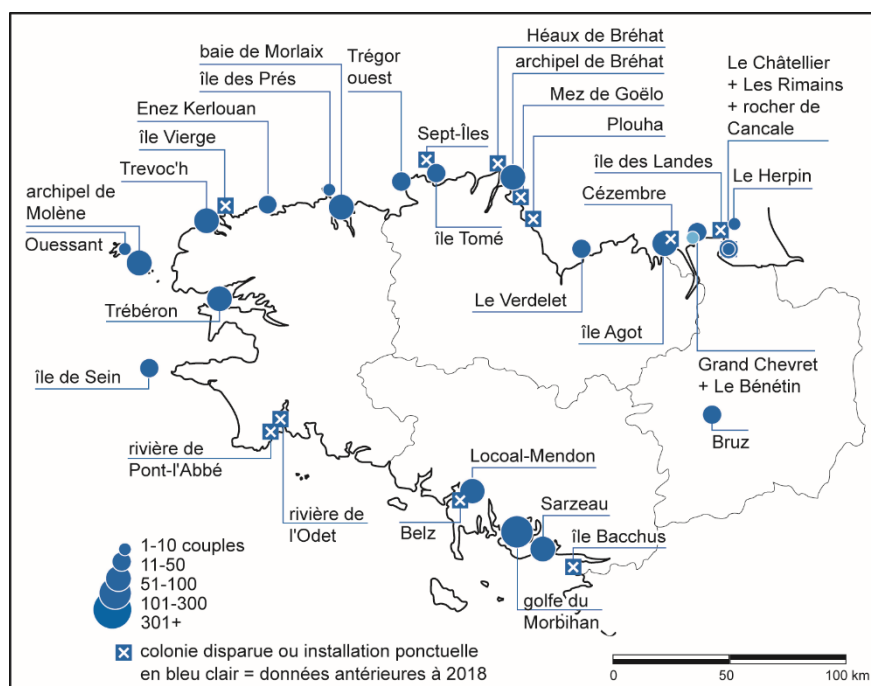 Héaux de Bréhat
archipel de Bréhat
Mez de Goëlo
Plouha
baie de Morlaix
île des Prés
Enez Kerlouan
île Vierge
Trevoc'h
archipel de
Molène
Ouessant
Trégor
ouest
Sept-Îles
Le Châtellier
+ Les Rimains
+ rocher de
Cancale
île des Landes
Le Herpin
Cézembre
île Tomé
Le Verdelet
île Agot
Trébéron
île de Sein
Grand Chevret
+ Le Bénétin
Bruz
rivière de
Pont-l'Abbé
rivière de
l'Odet
Locoal-Mendon
Belz
Sarzeau
île Bacchus
golfe du
Morbihan
1-10 couples
11-50
51-100
101-300
301+
colonie disparue ou installation ponctuelle
en bleu clair = données antérieures à 2018
0 50 100 km